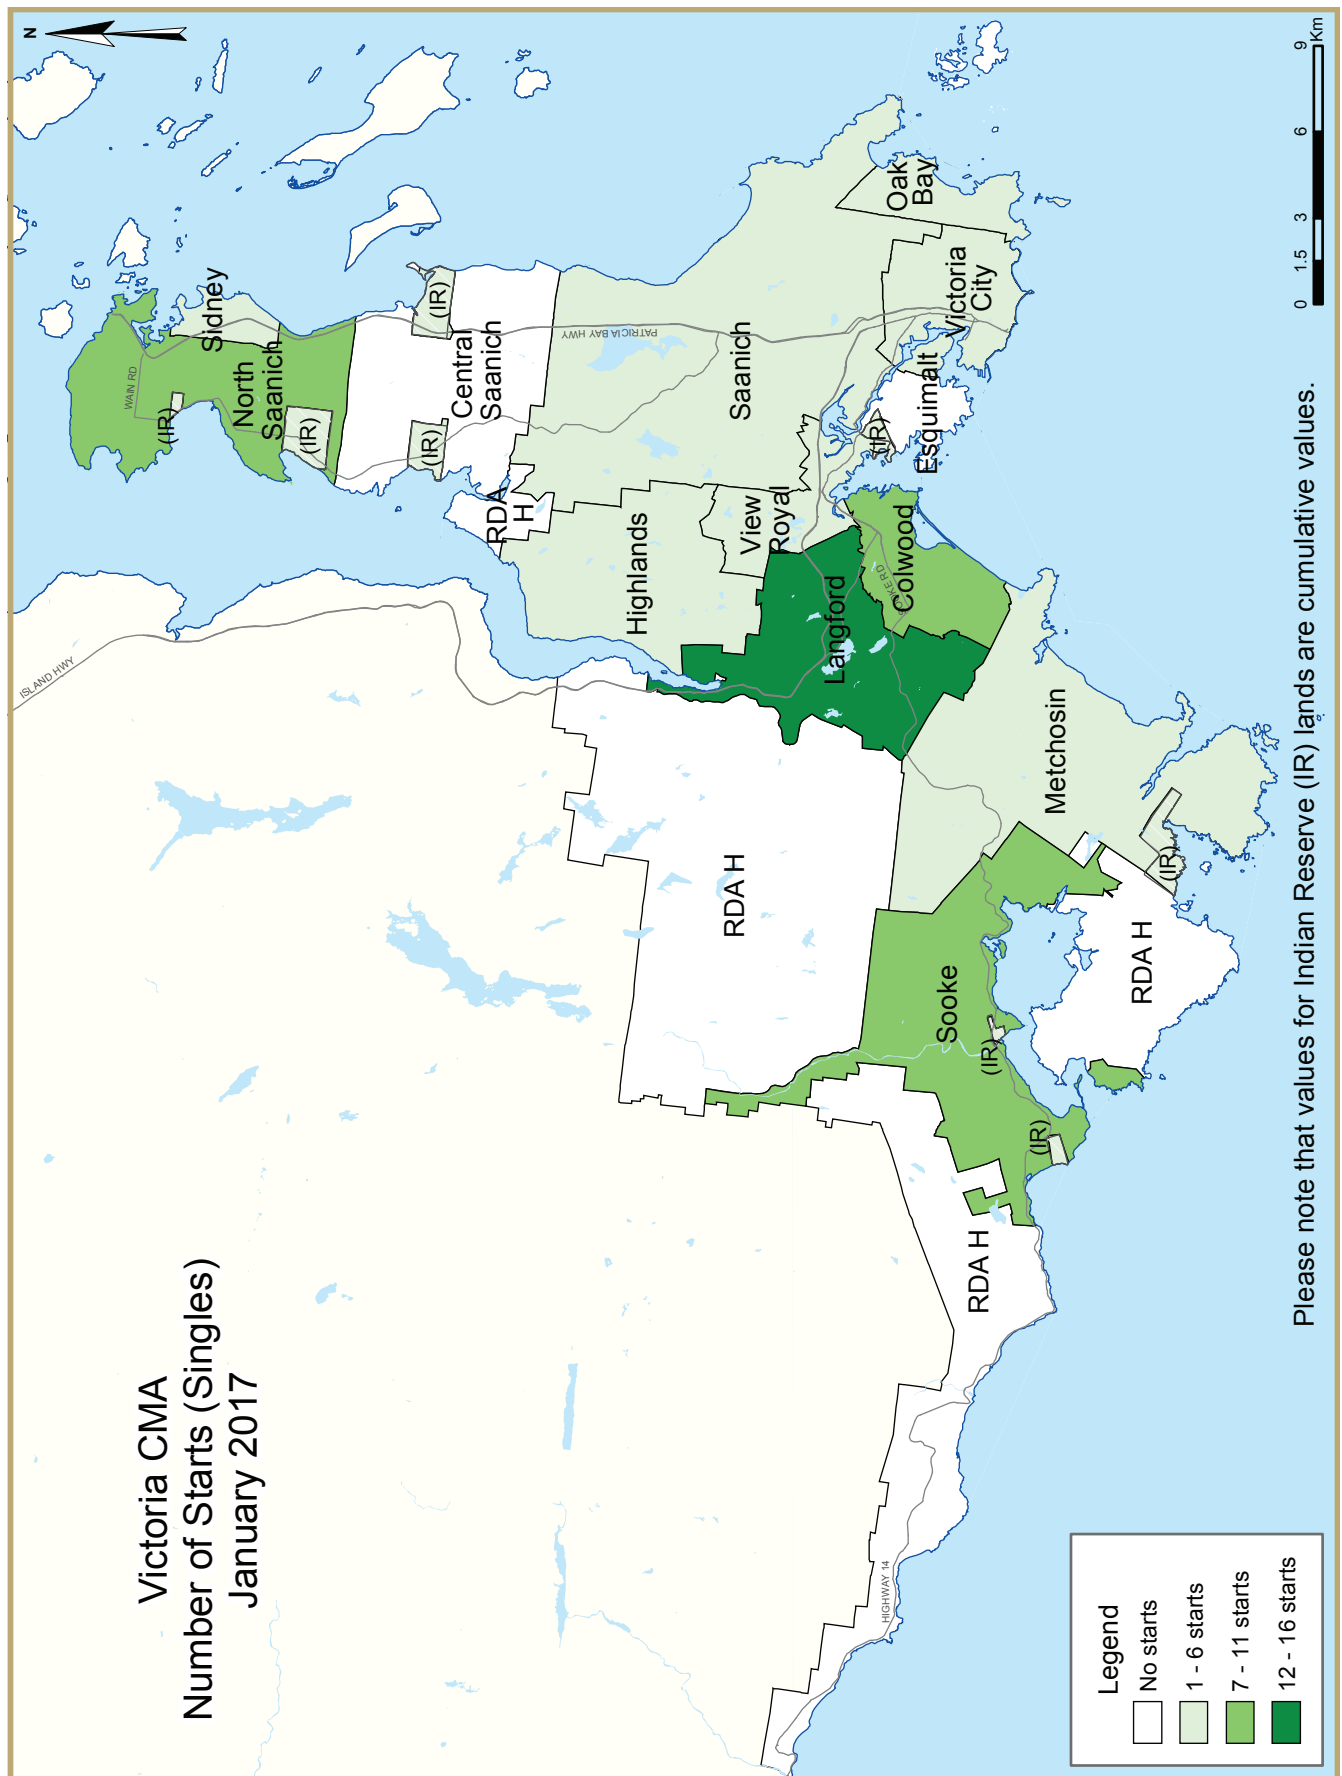 Victoria CMA
Number of Starts (Singles)
January 2017
N
ISLAND HWY
WAIN RD
(IR)
North
Saanich
Sidney
(IR)
(IR)
(IR)
Central
Saanich
RDA
H
PATRICIA BAY HWY
Highlands
Saanich
View
Royal
Oak
Bay
Victoria
City
(IR)
Esquimalt
Langford
SOOKE RD
Colwood
Metchosin
(IR)
RDA H
Sooke
(IR)
(IR)
RDA H
RDA H
HIGHWAY 14
Legend
No starts
1 - 6 starts
7 - 11 starts
12 - 16 starts
0 1.5 3 6 9 Km
Please note that values for Indian Reserve (IR) lands are cumulative values.